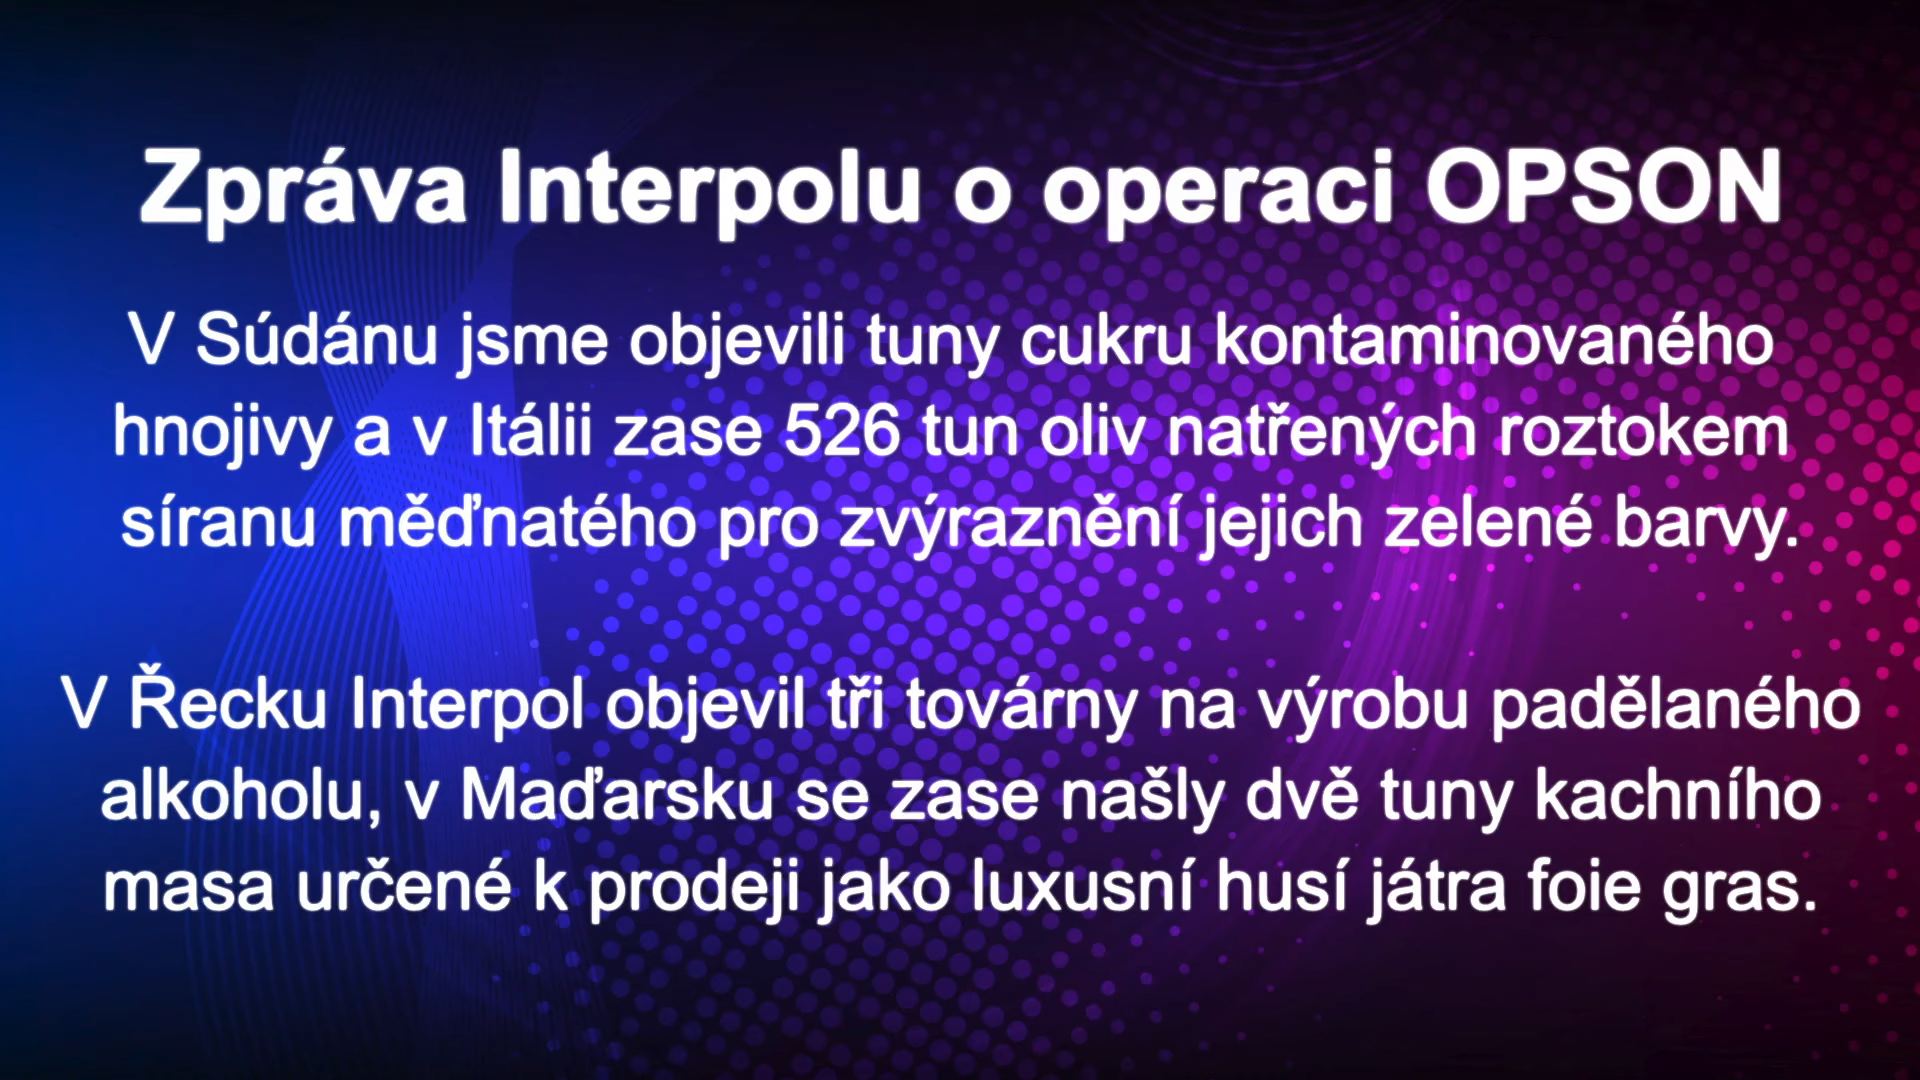 Zpráva Interpolu o operaci OPSON
V Súdánu jsme objevili tuny cukru kontaminovaného
hnojivy a v Itálii zase 526 tun oliv natřených roztokem
síranu měďnatého pro zvýraznění jejich zelené barvy.
V Řecku Interpol objevil tři továrny na výrobu padělaného
alkoholu, v Maďarsku se zase našly dvě tuny kachního
masa určené k prodeji jako luxusní husí játra foie gras.